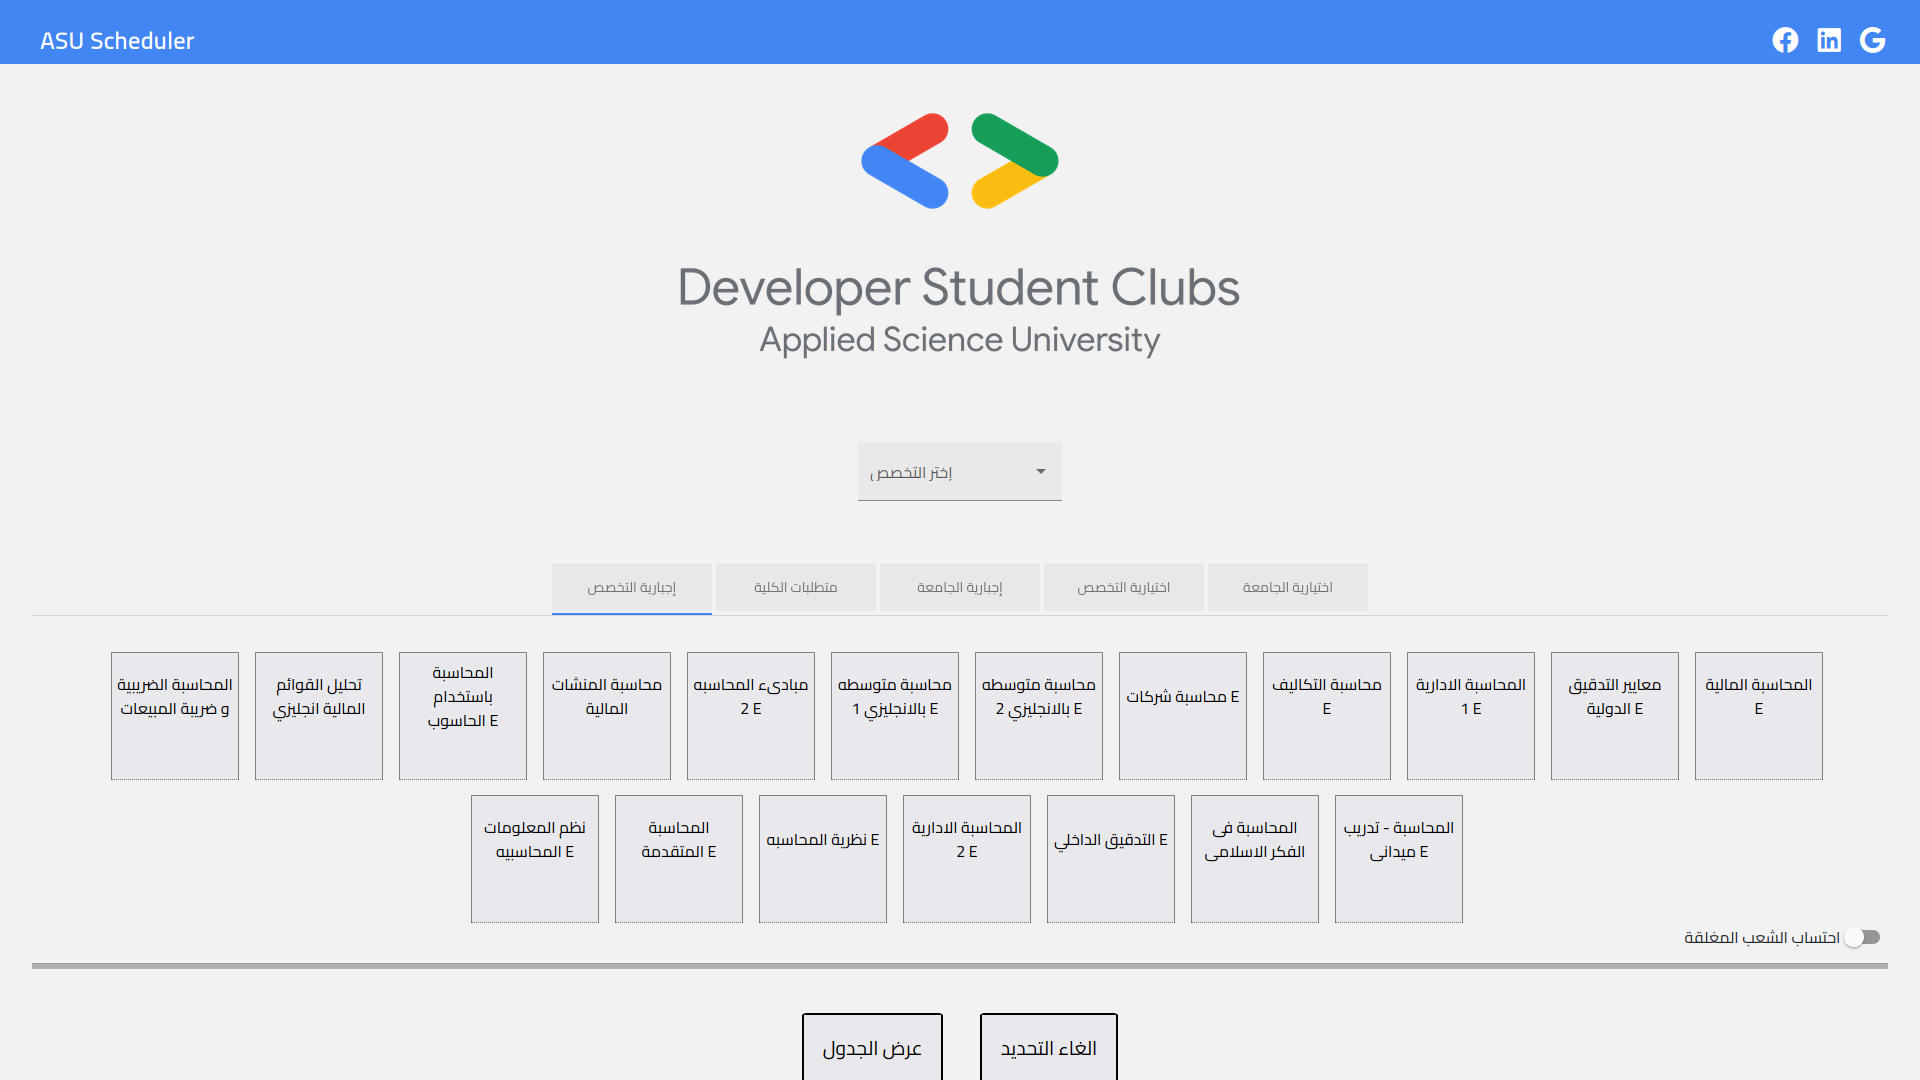 ASU Scheduler
Developer Student Clubs
Applied Science University
إختر التخصص
إجبارية التخصص
متطلبات الكلية
إجبارية الجامعة
اختيارية التخصص
اختيارية الجامعة
المحاسبة الضريبية
و ضريبة المبيعات
تحليل القوائم
المالية انجليزي
المحاسبة
باستخدام
الحاسوب E
محاسبة المنشات
المالية
مبادىء المحاسبه
2 E
محاسبة متوسطه
1 بالانجليزي E
محاسبة متوسطه
2 بالانجليزي E
محاسبة شركات E
محاسبة التكاليف
E
المحاسبة الادارية
1 E
معايير التدقيق
الدولية E
المحاسبة المالية
E
نظم المعلومات
المحاسبيه E
المحاسبة
المتقدمة E
نظرية المحاسبه E
المحاسبة الادارية
2 E
التدقيق الداخلي E
المحاسبة فى
الفكر الاسلامى
المحاسبة - تدريب
ميدانى E
احتساب الشعب المغلقة
عرض الجدول
الغاء التحديد